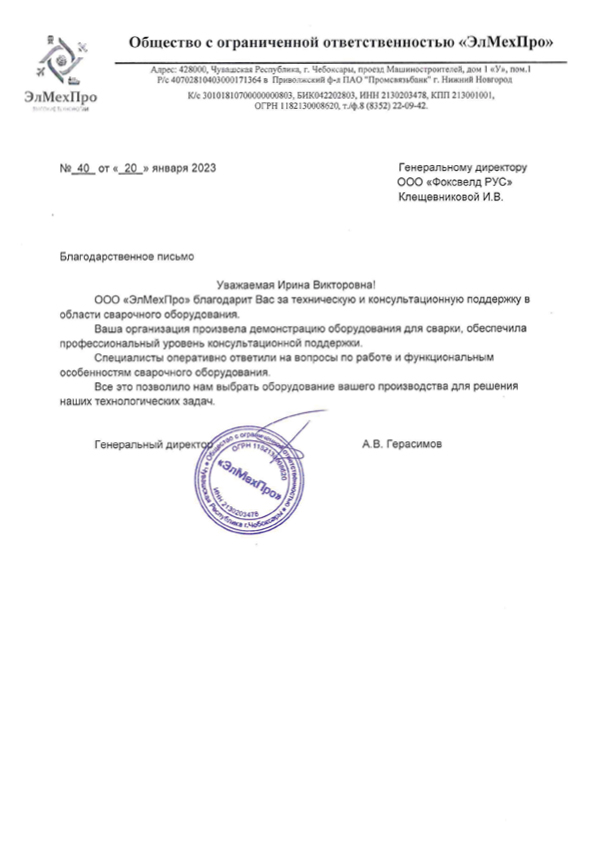 Общество с ограниченной ответственностью «ЭлМехПро»
Адрес: 428000, Чувашская Республика, г. Чебоксары, проезд Машиностроителей, дом 1 «У», пом.1
Р/с 40702810403000171364 в Приволжский ф-л ПАО "Промсвязьбанк" г. Нижний Новгород
К/с 30101810700000000803, БИК042202803, ИНН 2130203478, КПП 213001001,
ОГРН 1182130008620, т./ф.8 (8352) 22-09-42.
ЭлМехПро
№ 40 от « 20 » января 2023
Генеральному директору
ООО «Фоксвелд РУС»
Клещевниковой И.В.
Благодарственное письмо
Уважаемая Ирина Викторовна!
ООО «ЭлМехПро» благодарит Вас за техническую и консультационную поддержку в
области сварочного оборудования.
Ваша организация произвела демонстрацию оборудования для сварки, обеспечила
профессиональный уровень консультационной поддержки.
Специалисты оперативно ответили на вопросы по работе и функциональным
особенностям сварочного оборудования.
Все это позволило нам выбрать оборудование вашего производства для решения
наших технологических задач.
Генеральный директор
А.В. Герасимов
Общество с ограниченной ответственностью
Чувашская Республика г.Чебоксары
ОГРН 1182130008620
«ЭлМехПро»
ИНН 2130203478